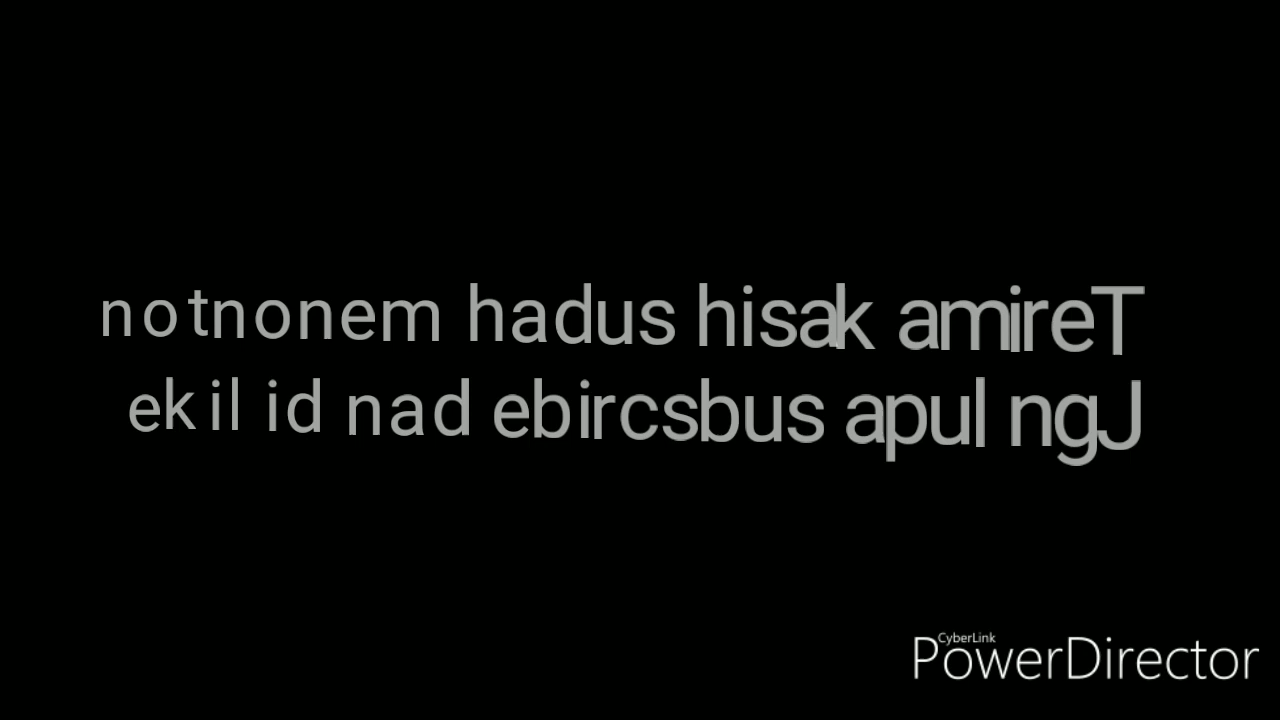 notnonem hadus hisak amireT
ekil id nad ebircsbus apul ngJ
CyberLink
PowerDirector